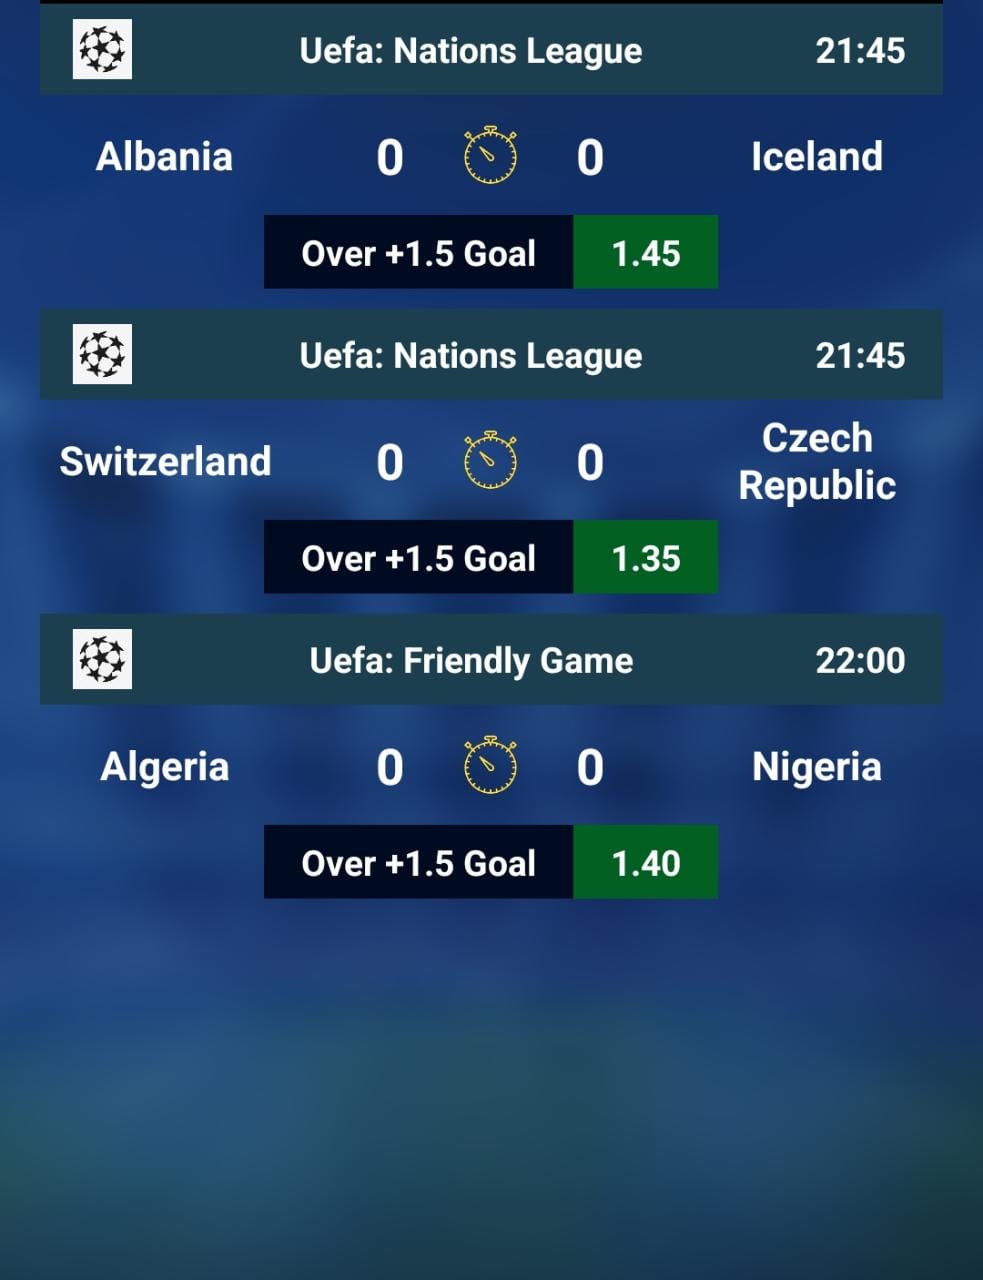 Uefa: Nations League 21:45
Albania 0 0 Iceland
Over +1.5 Goal 1.45
Uefa: Nations League 21:45
Switzerland 0 0 Czech Republic
Over +1.5 Goal 1.35
Uefa: Friendly Game 22:00
Algeria 0 0 Nigeria
Over +1.5 Goal 1.40